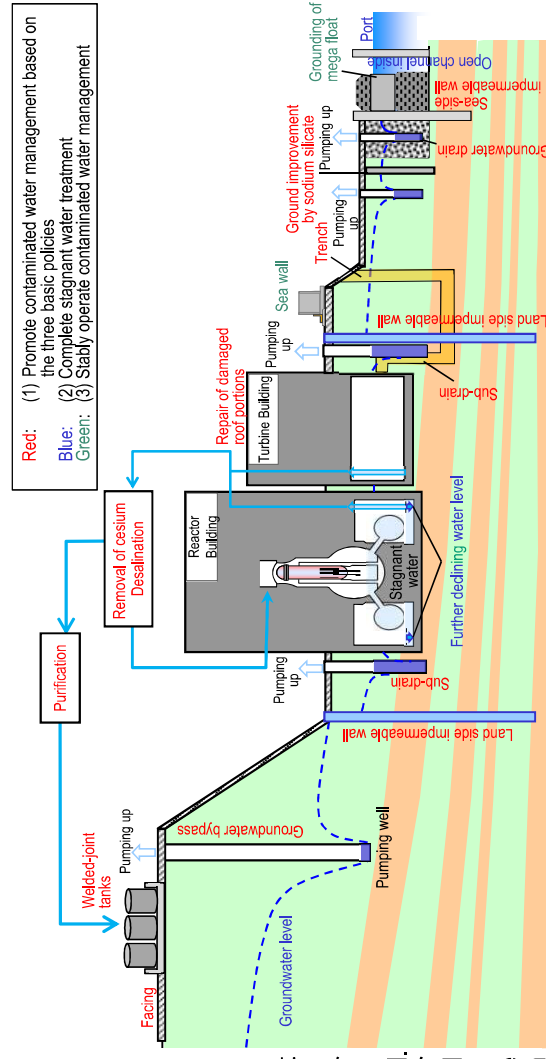 Red: (1) Promote contaminated water management based on
the three basic policies
Blue: (2) Complete stagnant water treatment
Green: (3) Stably operate contaminated water management
Purification
Removal of cesium
Desalination
Welded-joint
tanks
Pumping up
Facing
Groundwater bypass
Groundwater level
Pumping well
Land side impermeable wall
Pumping
up
Sub-drain
Reactor
Building
Stagnant
water
Further declining water level
Repair of damaged
roof portions
Turbine Building
Pumping
up
Sub-drain
Land side impermeable wall
Sea wall
Trench
Pumping
up
Ground improvement
by sodium silicate
Pumping up
Groundwater drain
Sea-side
impermeable wall
Grounding of
mega float
Port
Open channel inside